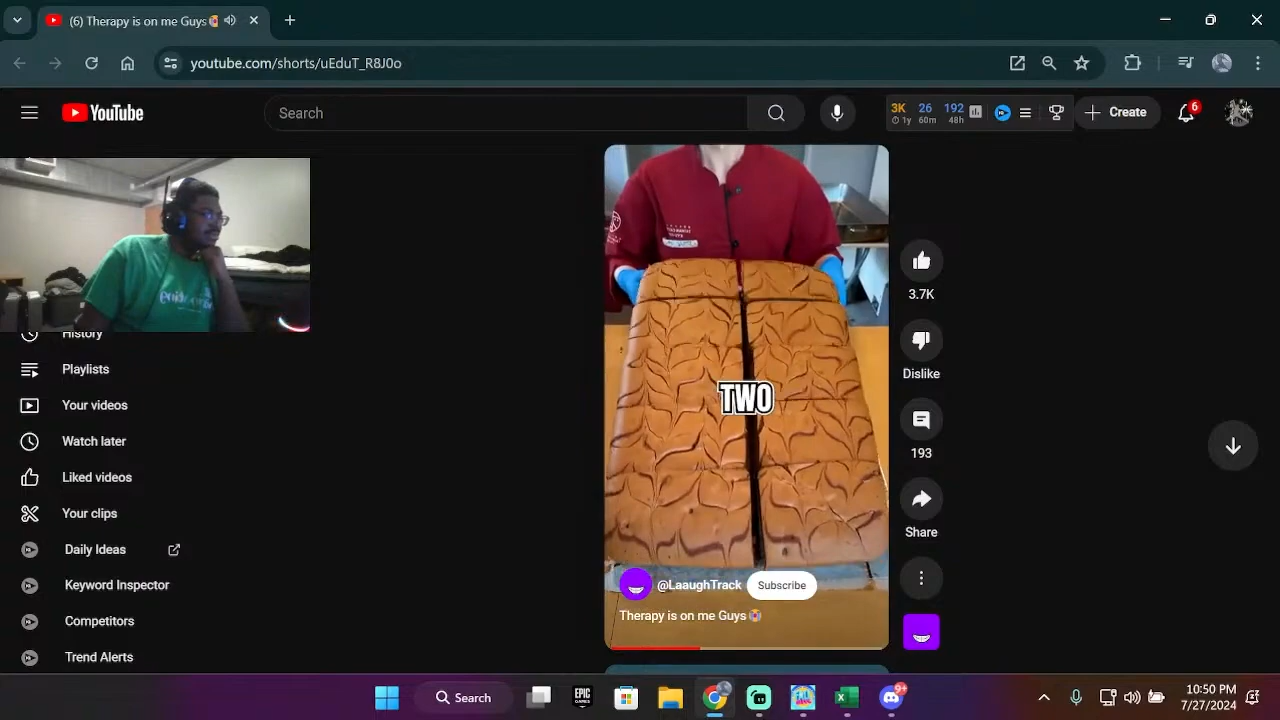 (6) Therapy is on me Guys
youtube.com/shorts/uEduT_R8J0o
YouTube
Search
3K 26 192
1y 60m 48h
Create
6
TWO
3.7K
Dislike
193
Share
History
Playlists
Your videos
Watch later
Liked videos
Your clips
Daily Ideas
Keyword Inspector
Competitors
Trend Alerts
@LaaughTrack
Subscribe
Therapy is on me Guys
Search
EPIC GAMES
9+
10:50 PM
7/27/2024